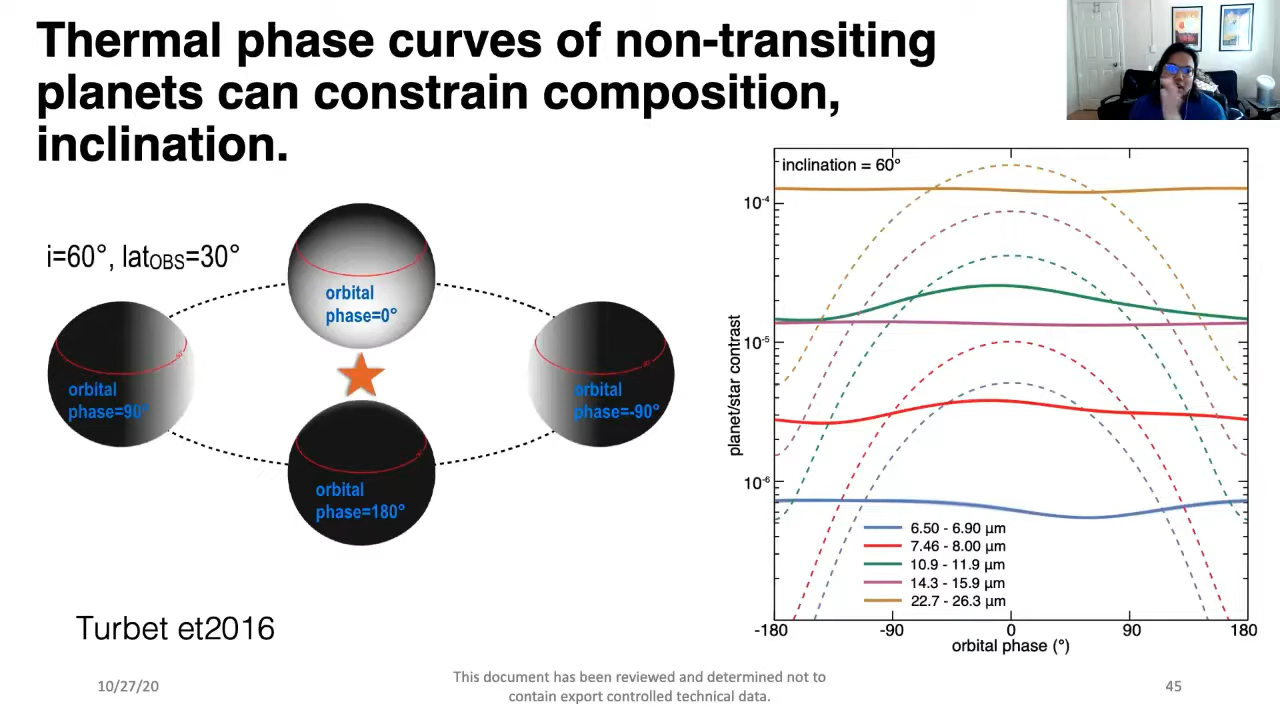 Thermal phase curves of non-transiting
planets can constrain composition,
inclination.
i=60°, latOBS=30°
orbital
phase=0°
orbital
phase=90°
orbital
phase=-90°
orbital
phase=180°
Turbet et2016
inclination = 60°
planet/star contrast
10-4
10-5
10-6
6.50 - 6.90 µm
7.46 - 8.00 µm
10.9 - 11.9 µm
14.3 - 15.9 µm
22.7 - 26.3 µm
-180 -90 0 90 180
orbital phase (°)
10/27/20
This document has been reviewed and determined not to
contain export controlled technical data.
45